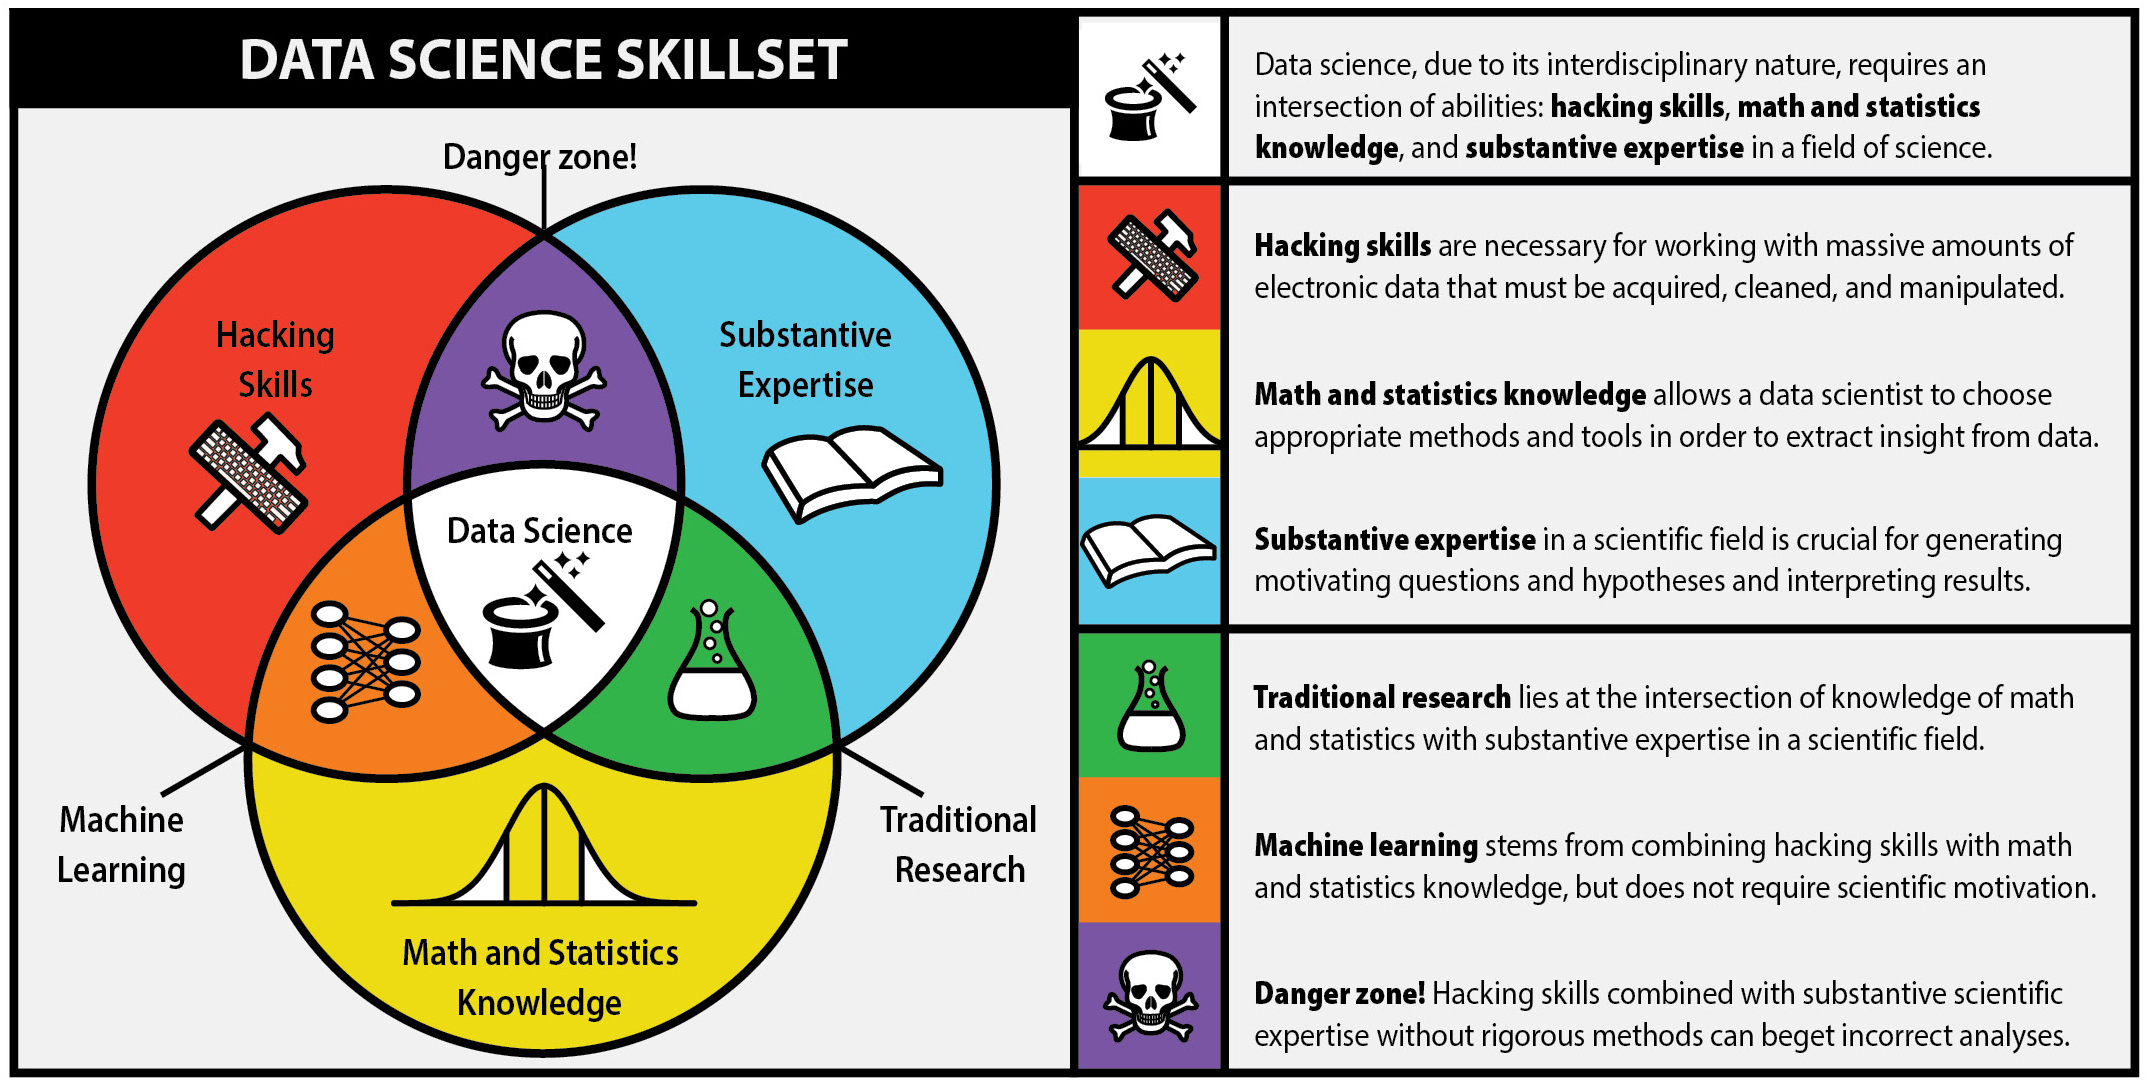 DATA SCIENCE SKILLSET
Danger zone!
Hacking
Skills
Substantive
Expertise
Data Science
Machine
Learning
Traditional
Research
Math and Statistics
Knowledge
Data science, due to its interdisciplinary nature, requires an
intersection of abilities: hacking skills, math and statistics
knowledge, and substantive expertise in a field of science.
Hacking skills are necessary for working with massive amounts of
electronic data that must be acquired, cleaned, and manipulated.
Math and statistics knowledge allows a data scientist to choose
appropriate methods and tools in order to extract insight from data.
Substantive expertise in a scientific field is crucial for generating
motivating questions and hypotheses and interpreting results.
Traditional research lies at the intersection of knowledge of math
and statistics with substantive expertise in a scientific field.
Machine learning stems from combining hacking skills with math
and statistics knowledge, but does not require scientific motivation.
Danger zone! Hacking skills combined with substantive scientific
expertise without rigorous methods can beget incorrect analyses.